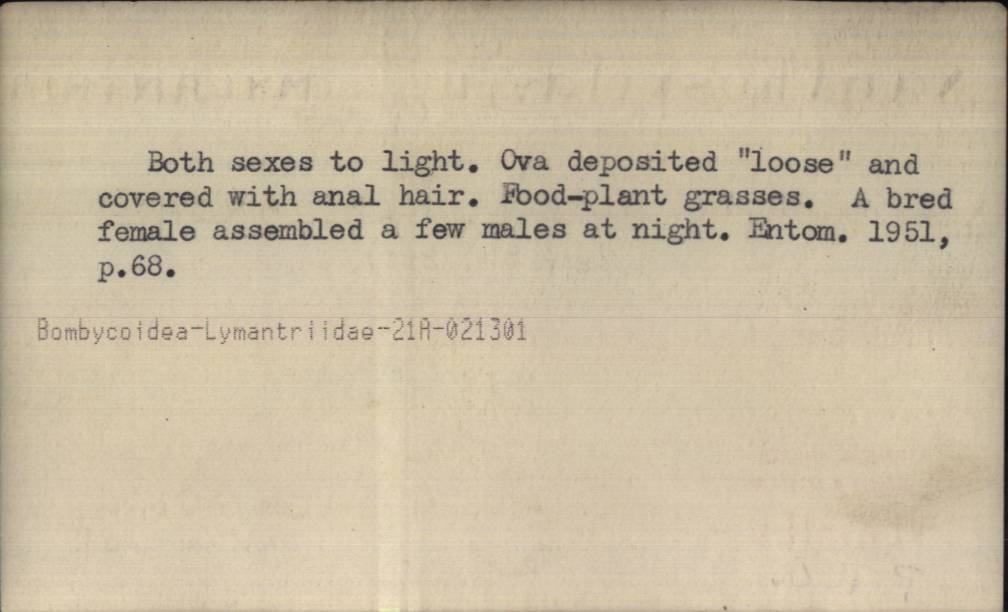 Both sexes to light. Ova deposited "loose" and
covered with anal hair. Food-plant grasses. A bred
female assembled a few males at night. Entom. 1951,
p.68.
Bombycoidea-Lymantriidae-21A-021301